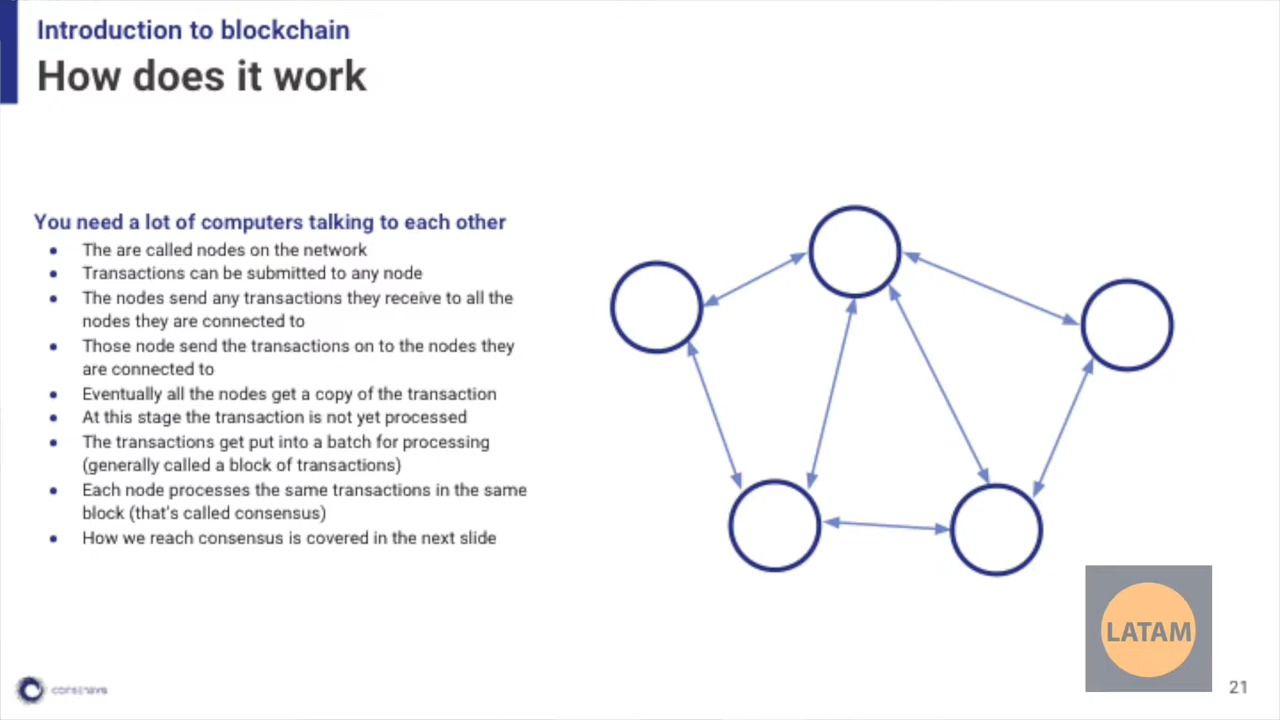 Introduction to blockchain
How does it work
You need a lot of computers talking to each other
The are called nodes on the network
Transactions can be submitted to any node
The nodes send any transactions they receive to all the
nodes they are connected to
Those node send the transactions on to the nodes they
are connected to
Eventually all the nodes get a copy of the transaction
At this stage the transaction is not yet processed
The transactions get put into a batch for processing
(generally called a block of transactions)
Each node processes the same transactions in the same
block (that's called consensus)
How we reach consensus is covered in the next slide
LATAM
21